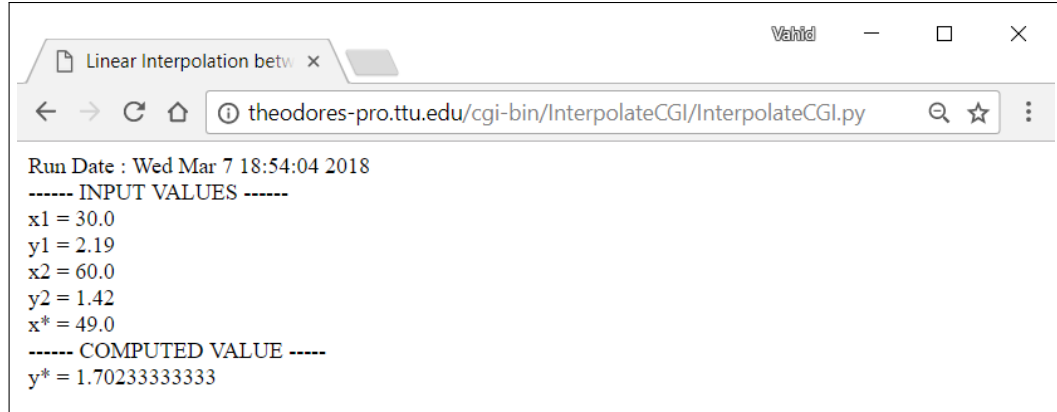 Vahid
Linear Interpolation betw
theodores-pro.ttu.edu/cgi-bin/InterpolateCGI/InterpolateCGI.py
Run Date : Wed Mar 7 18:54:04 2018
------ INPUT VALUES ------
x1 = 30.0
y1 = 2.19
x2 = 60.0
y2 = 1.42
x* = 49.0
------ COMPUTED VALUE -----
y* = 1.70233333333